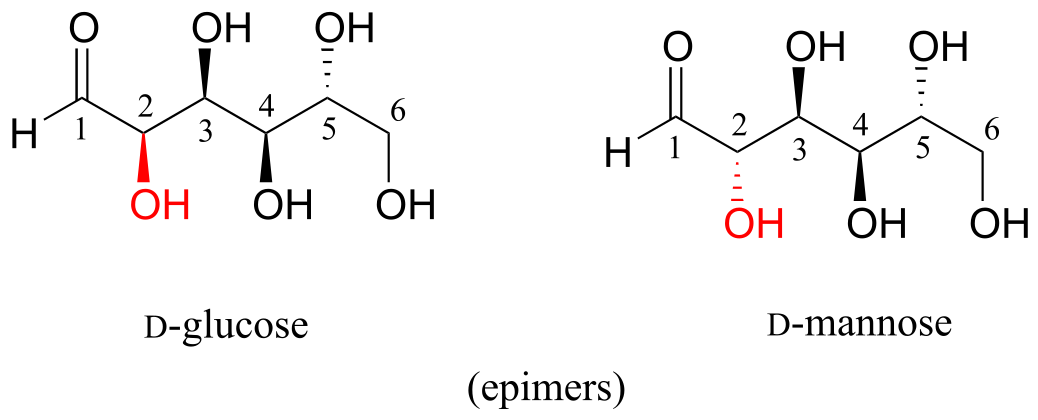 O OH OH
H 1 2 3 4 5 6
OH OH OH
D-glucose
O OH OH
H 1 2 3 4 5 6
OH OH OH
D-mannose
(epimers)